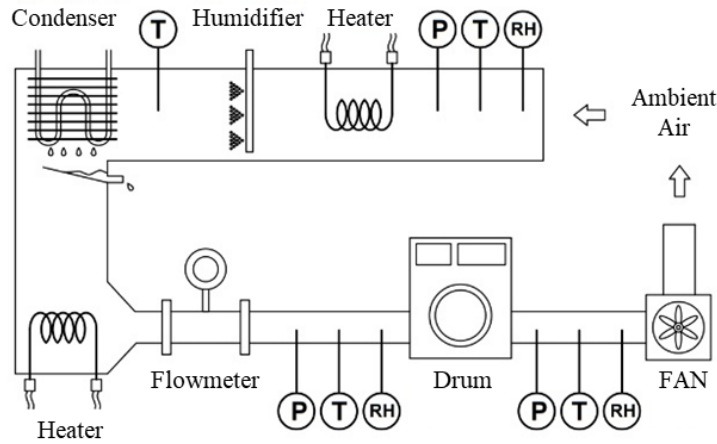 Condenser
T
Humidifier
Heater
P
T
RH
Ambient
Air
Flowmeter
Drum
FAN
P
T
RH
P
T
RH
Heater